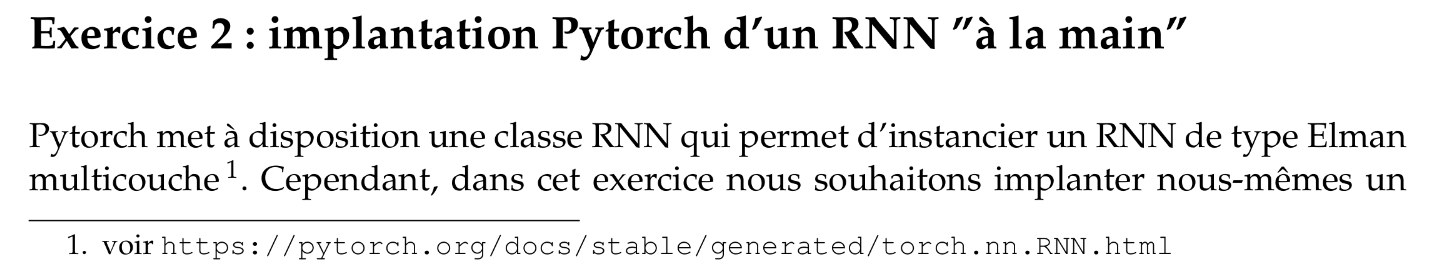 Exercice 2 : implantation Pytorch d’un RNN ”à la main”
Pytorch met à disposition une classe RNN qui permet d’instancier un RNN de type Elman
multicouche 1. Cependant, dans cet exercice nous souhaitons implanter nous-mêmes un
1. voir https://pytorch.org/docs/stable/generated/torch.nn.RNN.html